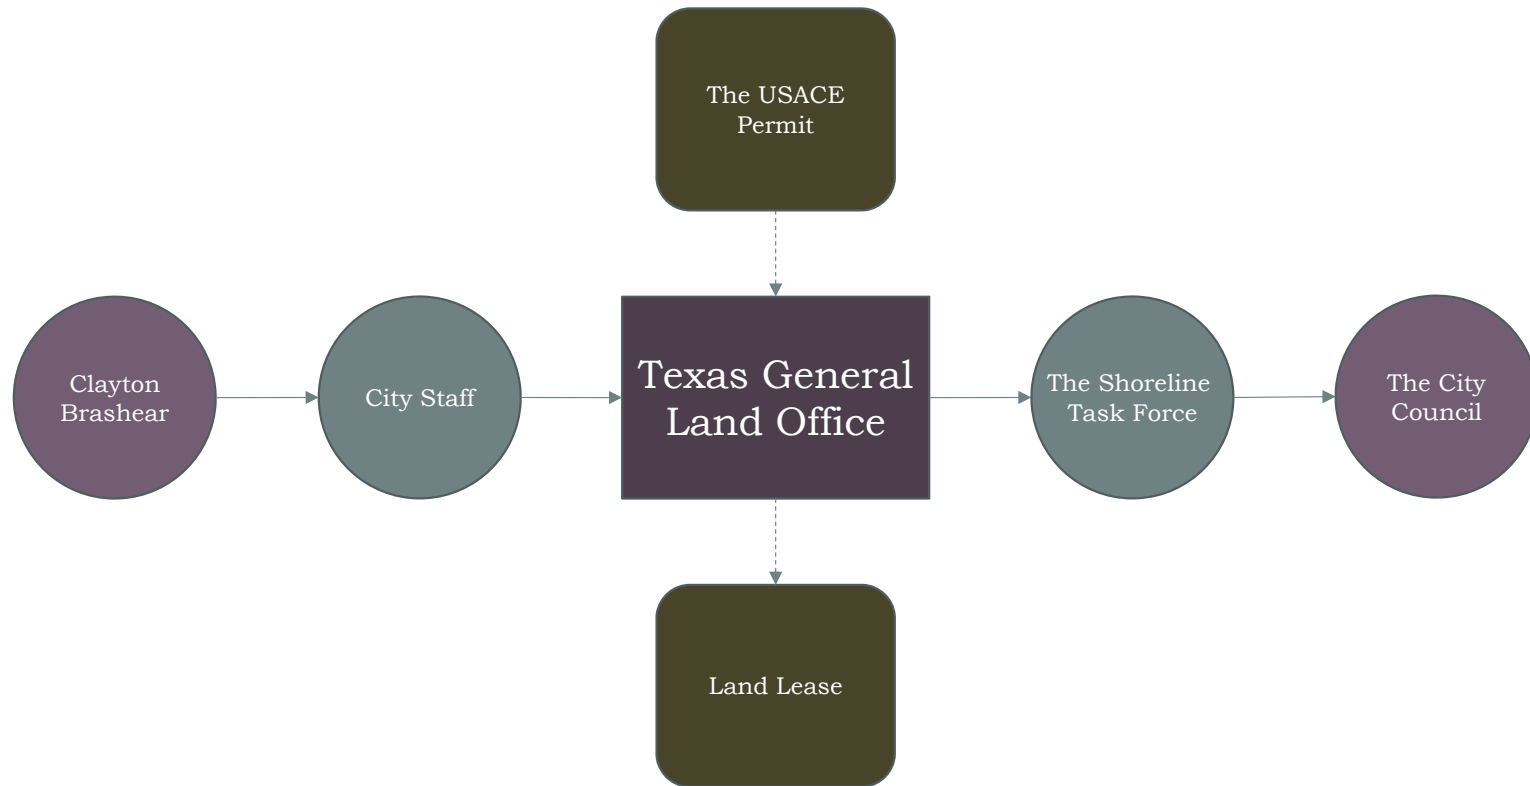 The USACE
Permit
Clayton
Brashear
City Staff
Texas General
Land Office
The Shoreline
Task Force
The City
Council
Land Lease